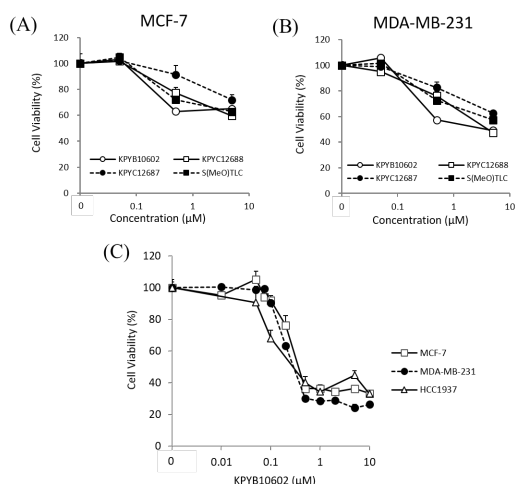 (A)
MCF-7
Cell Viability (%)
120
100
80
60
40
20
0
KPYB10602
KPYC12688
KPYC12687
S(MeO)TLC
0
0.1
1
10
Concentration (µM)
(B)
MDA-MB-231
Cell Viability (%)
120
100
80
60
40
20
0
KPYB10602
KPYC12688
KPYC12687
S(MeO)TLC
0
0.1
1
10
Concentration (µM)
(C)
Cell Viability (%)
120
100
80
60
40
20
0
0
0.01
0.1
1
10
KPYB10602 (µM)
MCF-7
MDA-MB-231
HCC1937